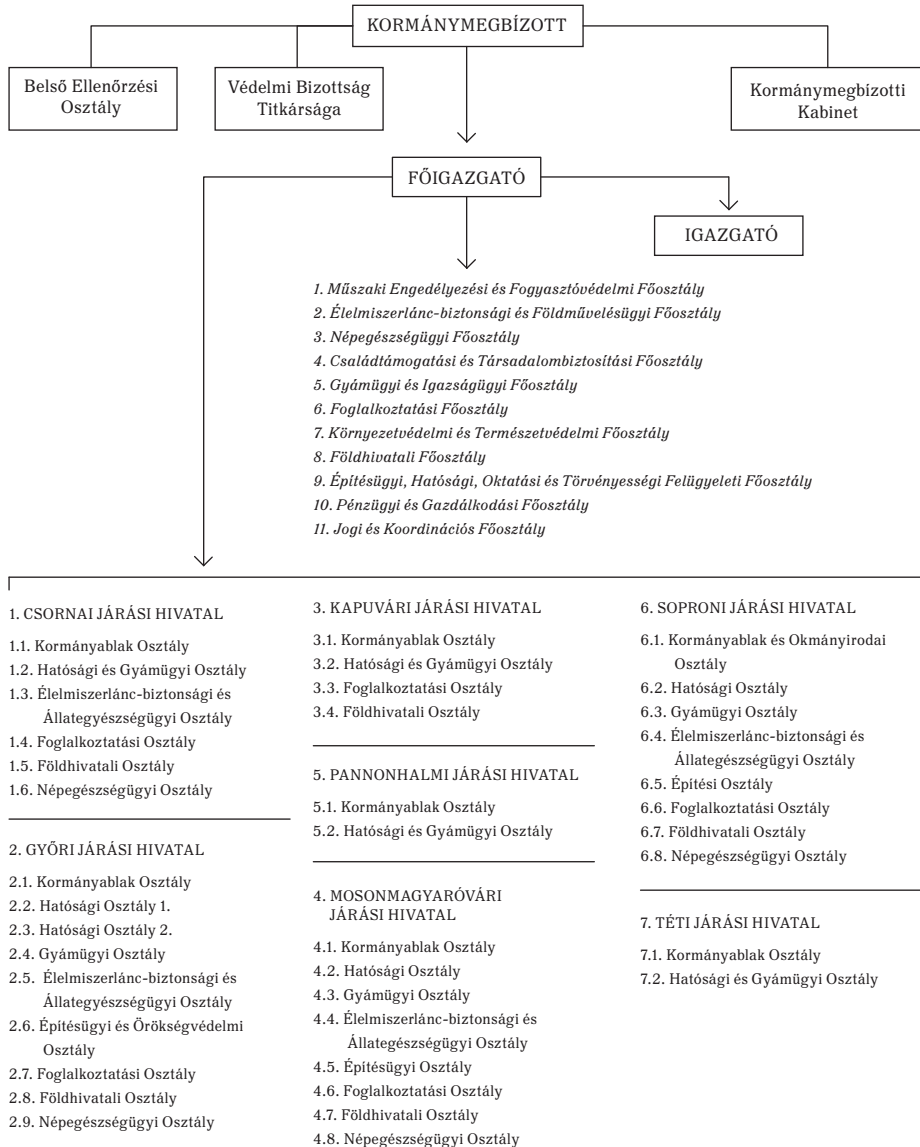 KORMÁNYMEGBÍZOTT
Belső Ellenőrzési
Osztály
Védelmi Bizottság
Titkársága
Kormánymegbízotti
Kabinet
FŐIGAZGATÓ
IGAZGATÓ
1. Műszaki Engedélyezési és Fogyasztóvédelmi Főosztály
2. Élelmiszerlánc-biztonsági és Földművelésügyi Főosztály
3. Népegészségügyi Főosztály
4. Családtámogatási és Társadalombiztosítási Főosztály
5. Gyámügyi és Igazságügyi Főosztály
6. Foglalkoztatási Főosztály
7. Környezetvédelmi és Természetvédelmi Főosztály
8. Földhivatali Főosztály
9. Építésügyi, Hatósági, Oktatási és Törvényességi Felügyeleti Főosztály
10. Pénzügyi és Gazdálkodási Főosztály
11. Jogi és Koordinációs Főosztály
1. CSORNAI JÁRÁSI HIVATAL
1.1. Kormányablak Osztály
1.2. Hatósági és Gyámügyi Osztály
1.3. Élelmiszerlánc-biztonsági és
Állategyészségügyi Osztály
1.4. Foglalkoztatási Osztály
1.5. Földhivatali Osztály
1.6. Népegészségügyi Osztály
2. GYŐRI JÁRÁSI HIVATAL
2.1. Kormányablak Osztály
2.2. Hatósági Osztály 1.
2.3. Hatósági Osztály 2.
2.4. Gyámügyi Osztály
2.5. Élelmiszerlánc-biztonsági és
Állategyészségügyi Osztály
2.6. Építésügyi és Örökségvédelmi
Osztály
2.7. Foglalkoztatási Osztály
2.8. Földhivatali Osztály
2.9. Népegészségügyi Osztály
3. KAPUVÁRI JÁRÁSI HIVATAL
3.1. Kormányablak Osztály
3.2. Hatósági és Gyámügyi Osztály
3.3. Foglalkoztatási Osztály
3.4. Földhivatali Osztály
5. PANNONHALMI JÁRÁSI HIVATAL
5.1. Kormányablak Osztály
5.2. Hatósági és Gyámügyi Osztály
4. MOSONMAGYARÓVÁRI
JÁRÁSI HIVATAL
4.1. Kormányablak Osztály
4.2. Hatósági Osztály
4.3. Gyámügyi Osztály
4.4. Élelmiszerlánc-biztonsági és
Állategészségügyi Osztály
4.5. Építésügyi Osztály
4.6. Foglalkoztatási Osztály
4.7. Földhivatali Osztály
4.8. Népegészségügyi Osztály
6. SOPRONI JÁRÁSI HIVATAL
6.1. Kormányablak és Okmányirodai
Osztály
6.2. Hatósági Osztály
6.3. Gyámügyi Osztály
6.4. Élelmiszerlánc-biztonsági és
Állategészségügyi Osztály
6.5. Építési Osztály
6.6. Foglalkoztatási Osztály
6.7. Földhivatali Osztály
6.8. Népegészségügyi Osztály
7. TÉTI JÁRÁSI HIVATAL
7.1. Kormányablak Osztály
7.2. Hatósági és Gyámügyi Osztály